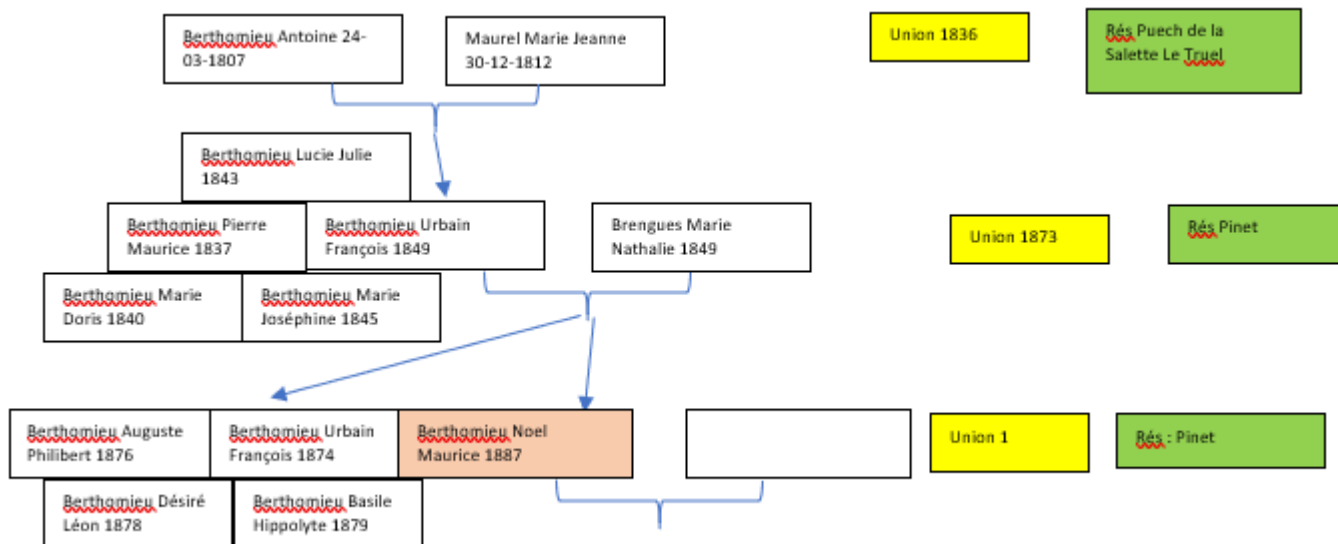 Berthomieu Antoine 24-
03-1807
Maurel Marie Jeanne
30-12-1812
Union 1836
Rés Puech de la
Salette Le Truel
Berthomieu Lucie Julie
1843
Berthomieu Pierre
Maurice 1837
Berthomieu Urbain
François 1849
Brengues Marie
Nathalie 1849
Union 1873
Rés Pinet
Berthomieu Marie
Doris 1840
Berthomieu Marie
Joséphine 1845
Berthomieu Auguste
Philibert 1876
Berthomieu Urbain
François 1874
Berthomieu Noel
Maurice 1887
Union 1
Rés : Pinet
Berthomieu Désiré
Léon 1878
Berthomieu Basile
Hippolyte 1879